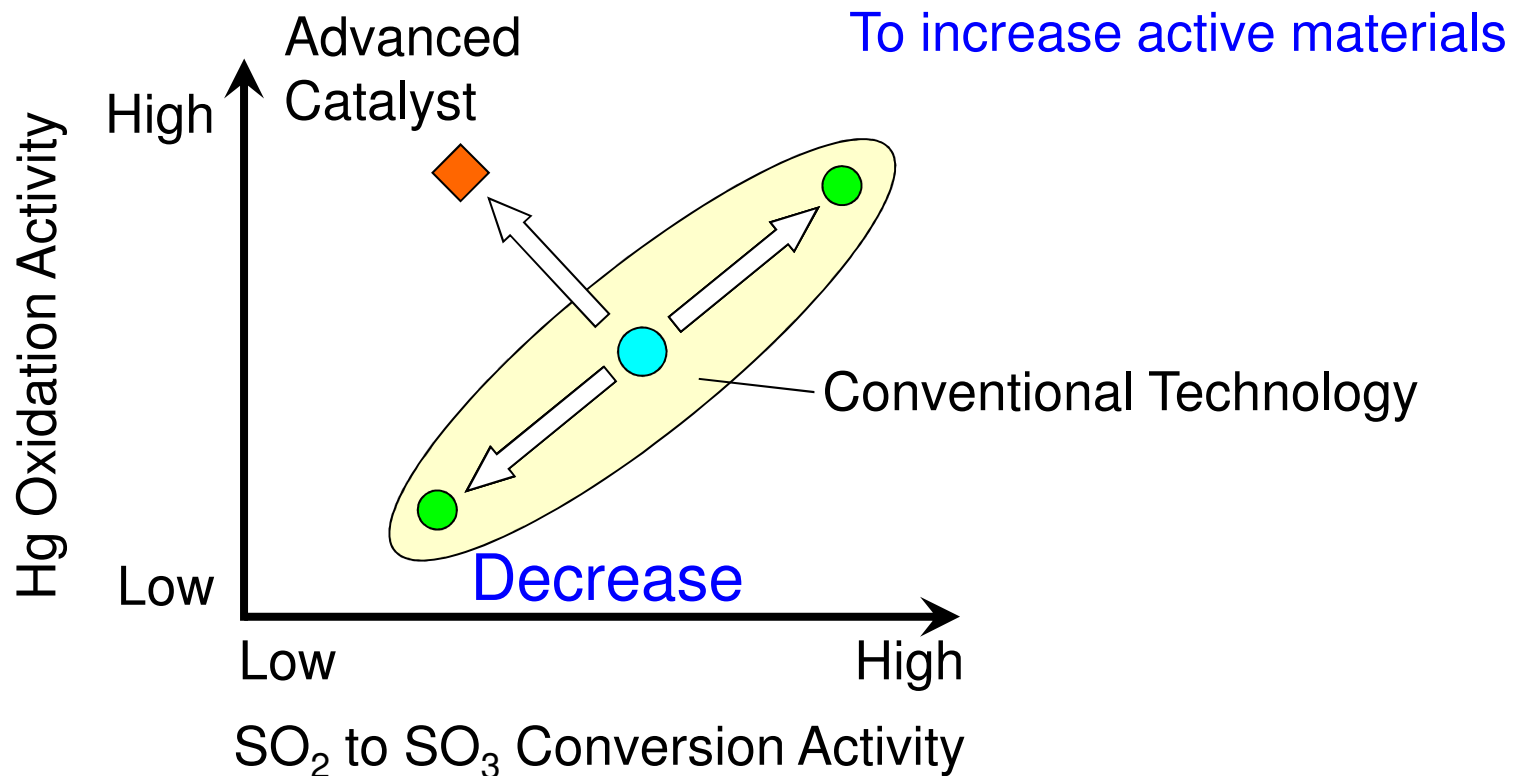 Advanced
Catalyst
To increase active materials
High
Hg Oxidation Activity
Conventional Technology
Decrease
Low
Low
High
SO₂ to SO₃ Conversion Activity